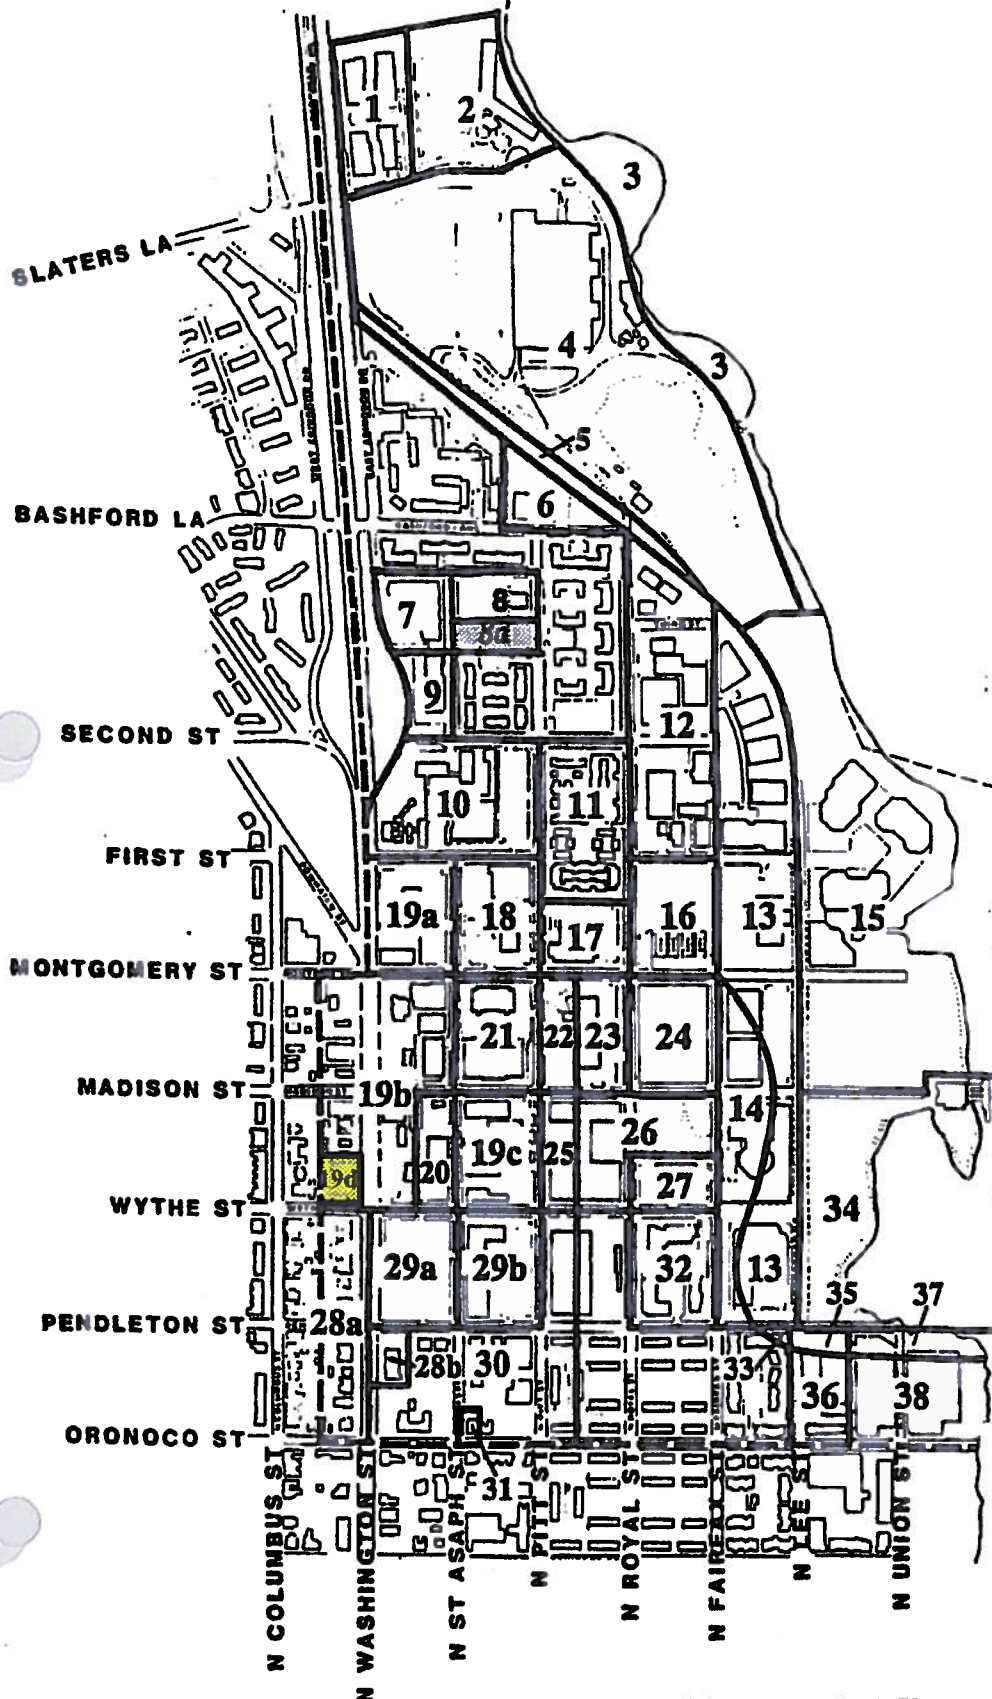 1
2
3
SLATERS LA
4
3
5
BASHFORD LA
6
7
8
8a
9
SECOND ST
12
10
11
FIRST ST
19a
18
16
13
15
17
MONTGOMERY ST
21
22
23
24
MADISON ST
19b
14
26
19c
25
20
19d
27
WYTHE ST
34
29a
29b
32
13
35
37
PENDLETON ST
28a
28b
30
33
36
38
ORONOCO ST
31
N COLUMBUS ST
N WASHINGTON ST
N ST ASAPH ST
N PITT ST
N ROYAL ST
N FAIRFAX ST
N LEE ST
N UNION ST